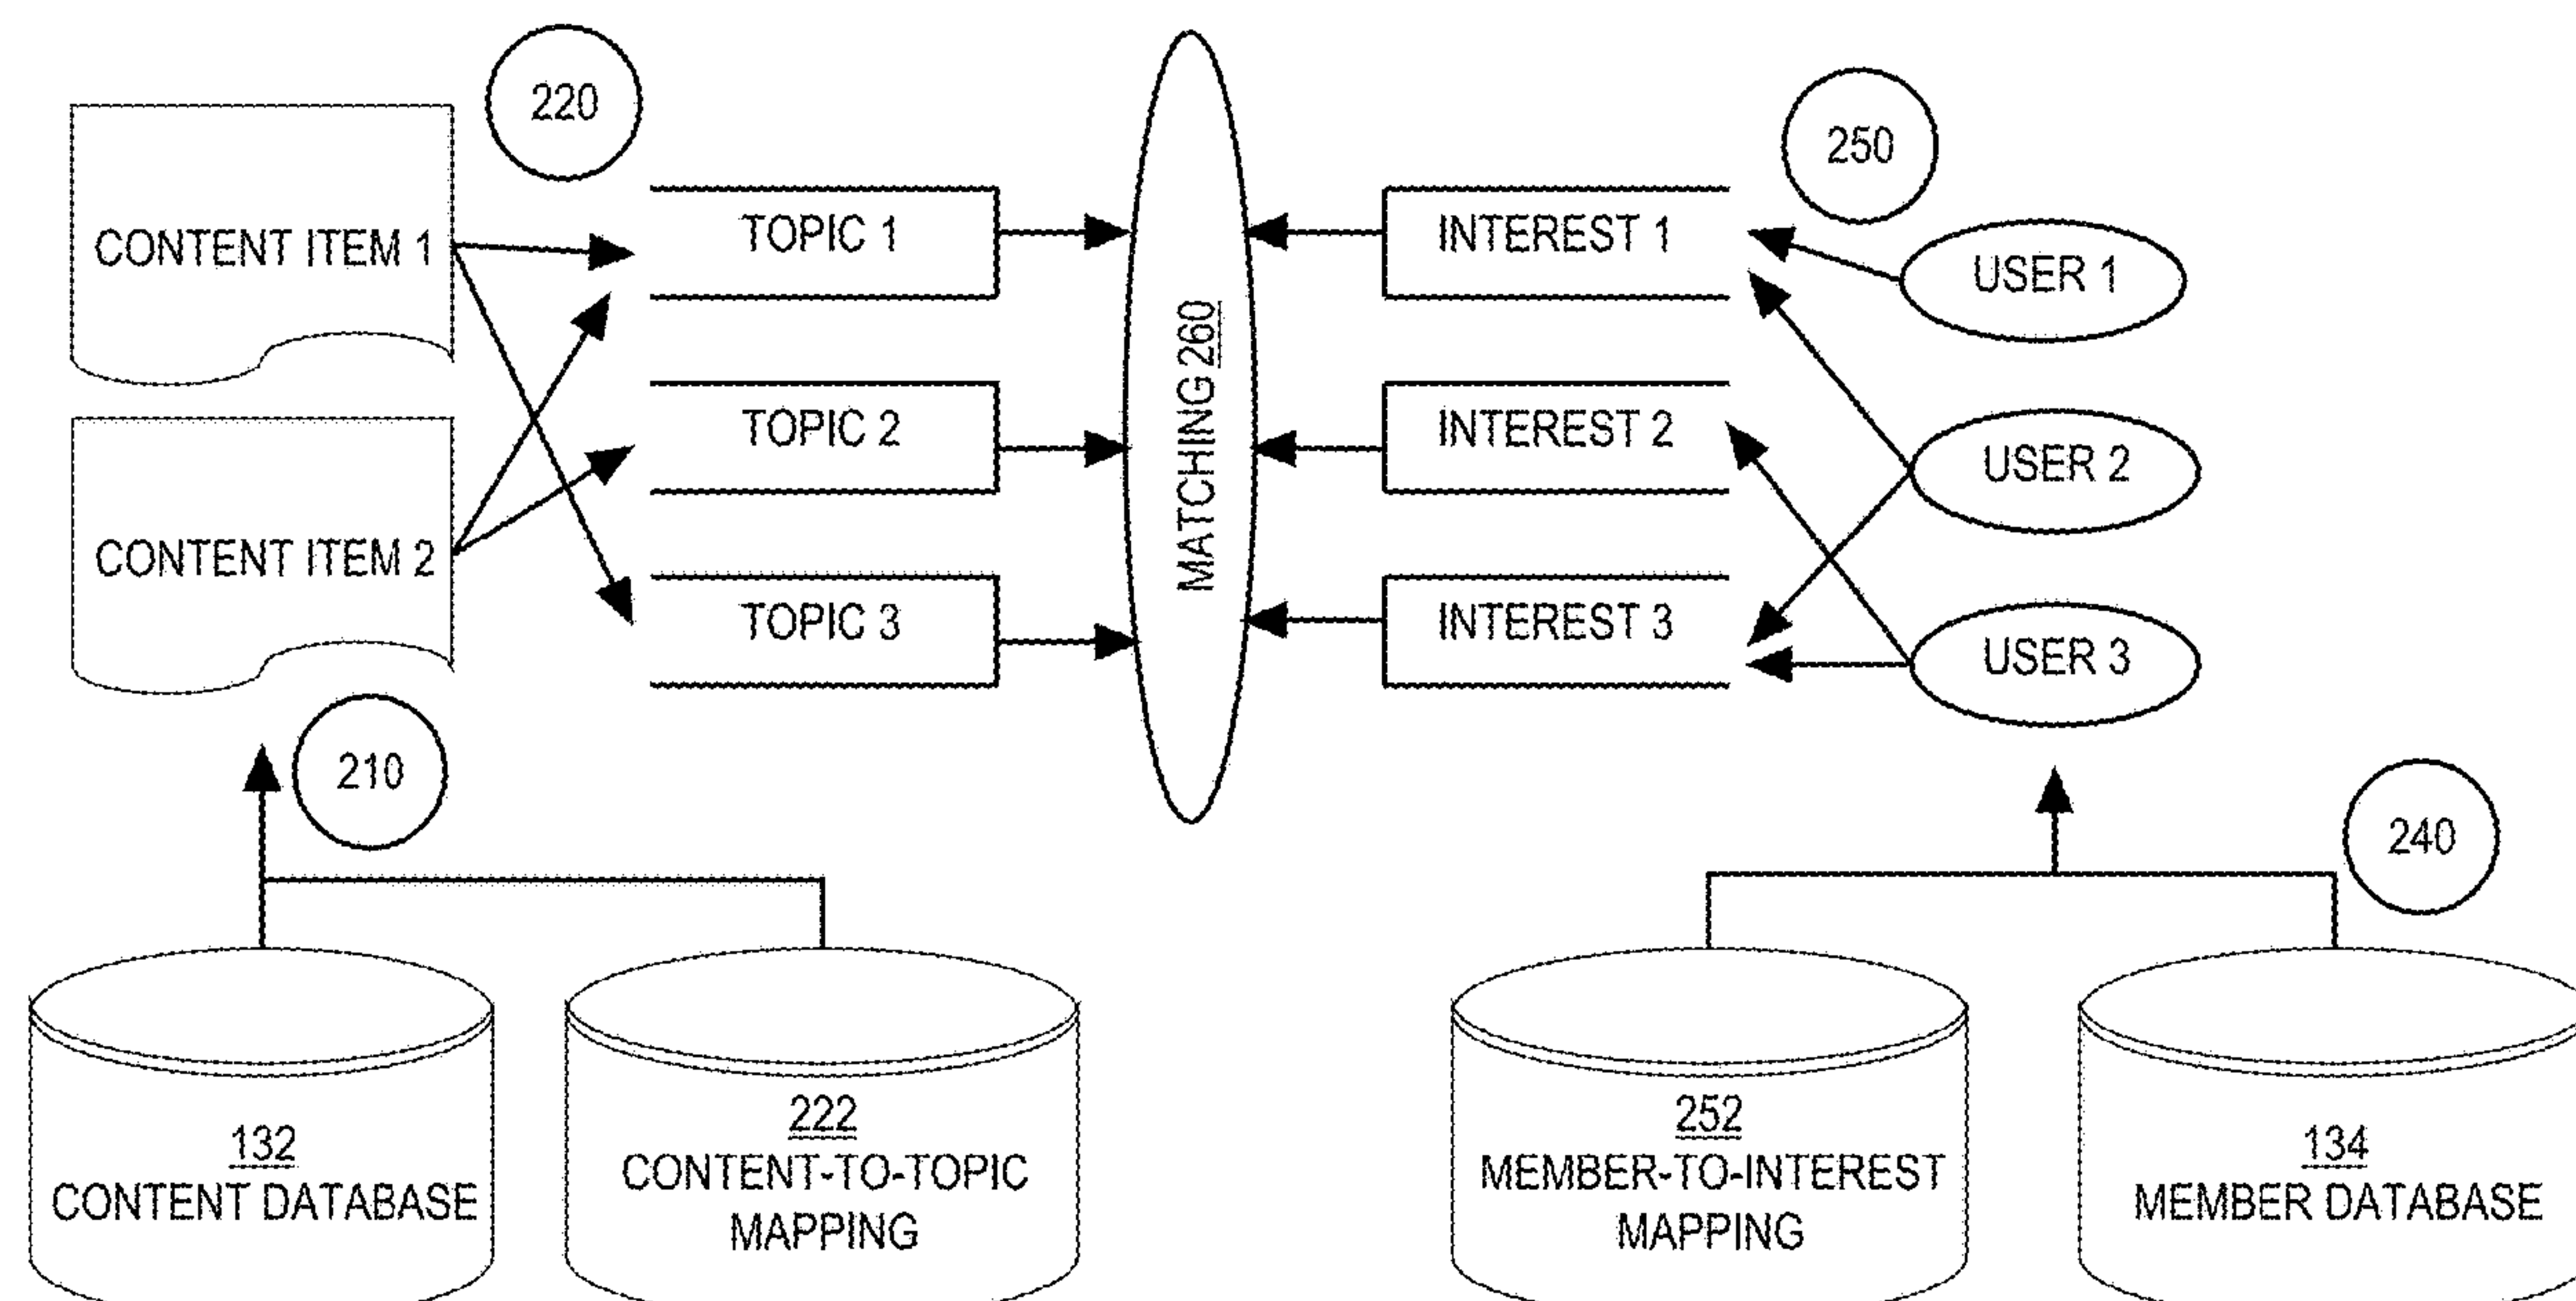 220
250
CONTENT ITEM 1
TOPIC 1
INTEREST 1
USER 1
MATCHING 260
TOPIC 2
INTEREST 2
USER 2
CONTENT ITEM 2
TOPIC 3
INTEREST 3
USER 3
210
240
132
CONTENT DATABASE
222
CONTENT-TO-TOPIC
MAPPING
252
MEMBER-TO-INTEREST
MAPPING
134
MEMBER DATABASE